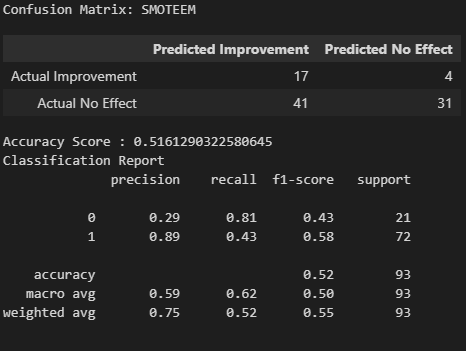 Confusion Matrix: SMOTEEM
Predicted Improvement Predicted No Effect
Actual Improvement 17 4
Actual No Effect 41 31
Accuracy Score : 0.5161290322580645
Classification Report
precision recall f1-score support
0 0.29 0.81 0.43 21
1 0.89 0.43 0.58 72
accuracy 0.52 93
macro avg 0.59 0.62 0.50 93
weighted avg 0.75 0.52 0.55 93